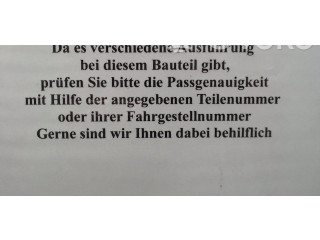 Da es verschiedene Ausführung
bei diesem Bauteil gibt,
prüfen Sie bitte die Passgenauigkeit
mit Hilfe der angegebenen Teilenummer
oder ihrer Fahrgestellnummer
Gerne sind wir Ihnen dabei behilflich